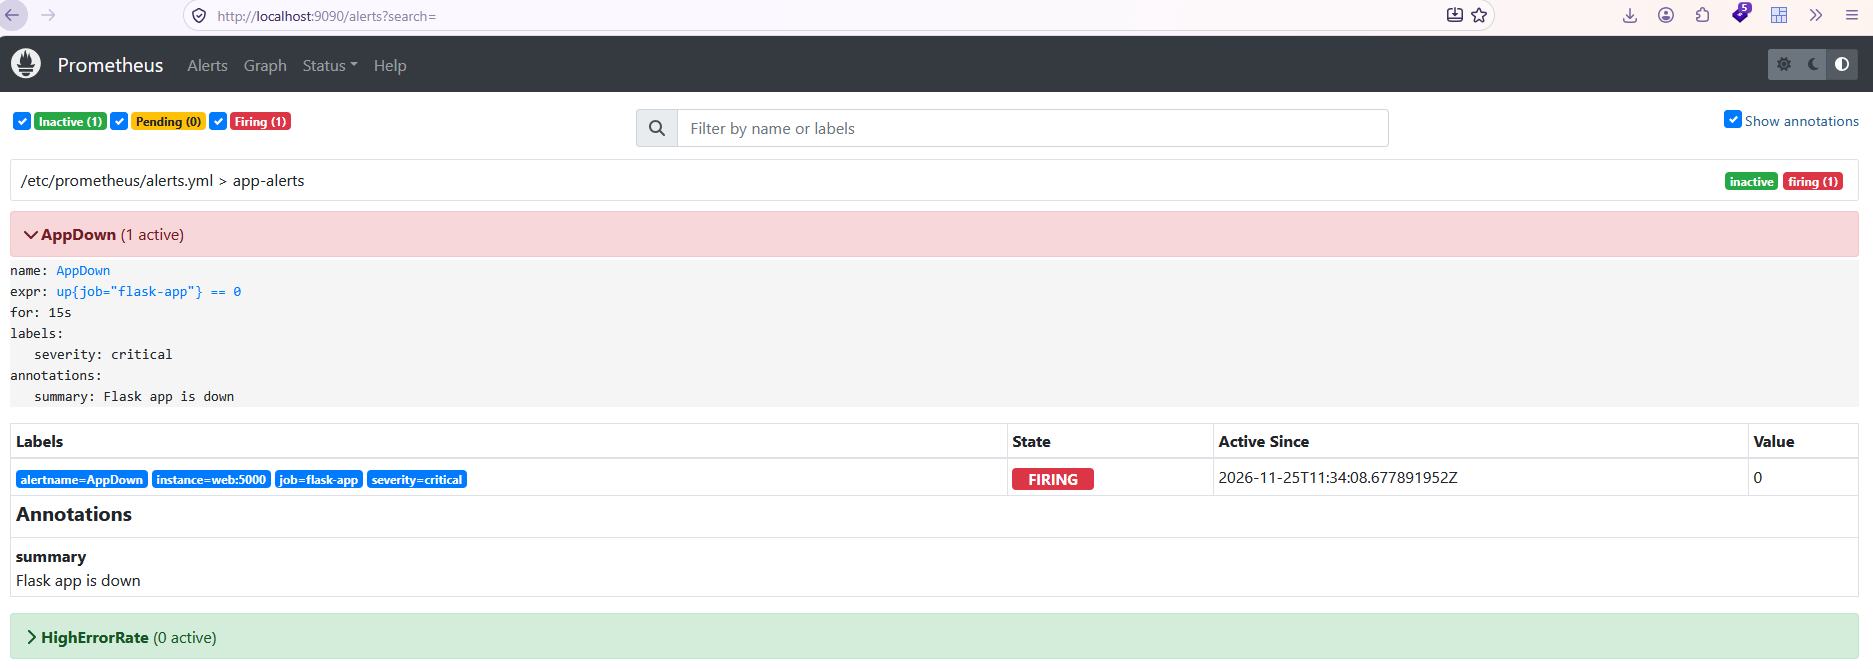 http://localhost:9090/alerts?search=
5
Prometheus Alerts Graph Status Help
Inactive (1) Pending (0) Firing (1)
Filter by name or labels
Show annotations
/etc/prometheus/alerts.yml > app-alerts
inactive firing (1)
AppDown (1 active)
name: AppDown
expr: up{job="flask-app"} == 0
for: 15s
labels:
severity: critical
annotations:
summary: Flask app is down
Labels State Active Since Value
alertname=AppDown instance=web:5000 job=flask-app severity=critical FIRING 2026-11-25T11:34:08.677891952Z 0
Annotations
summary
Flask app is down
HighErrorRate (0 active)